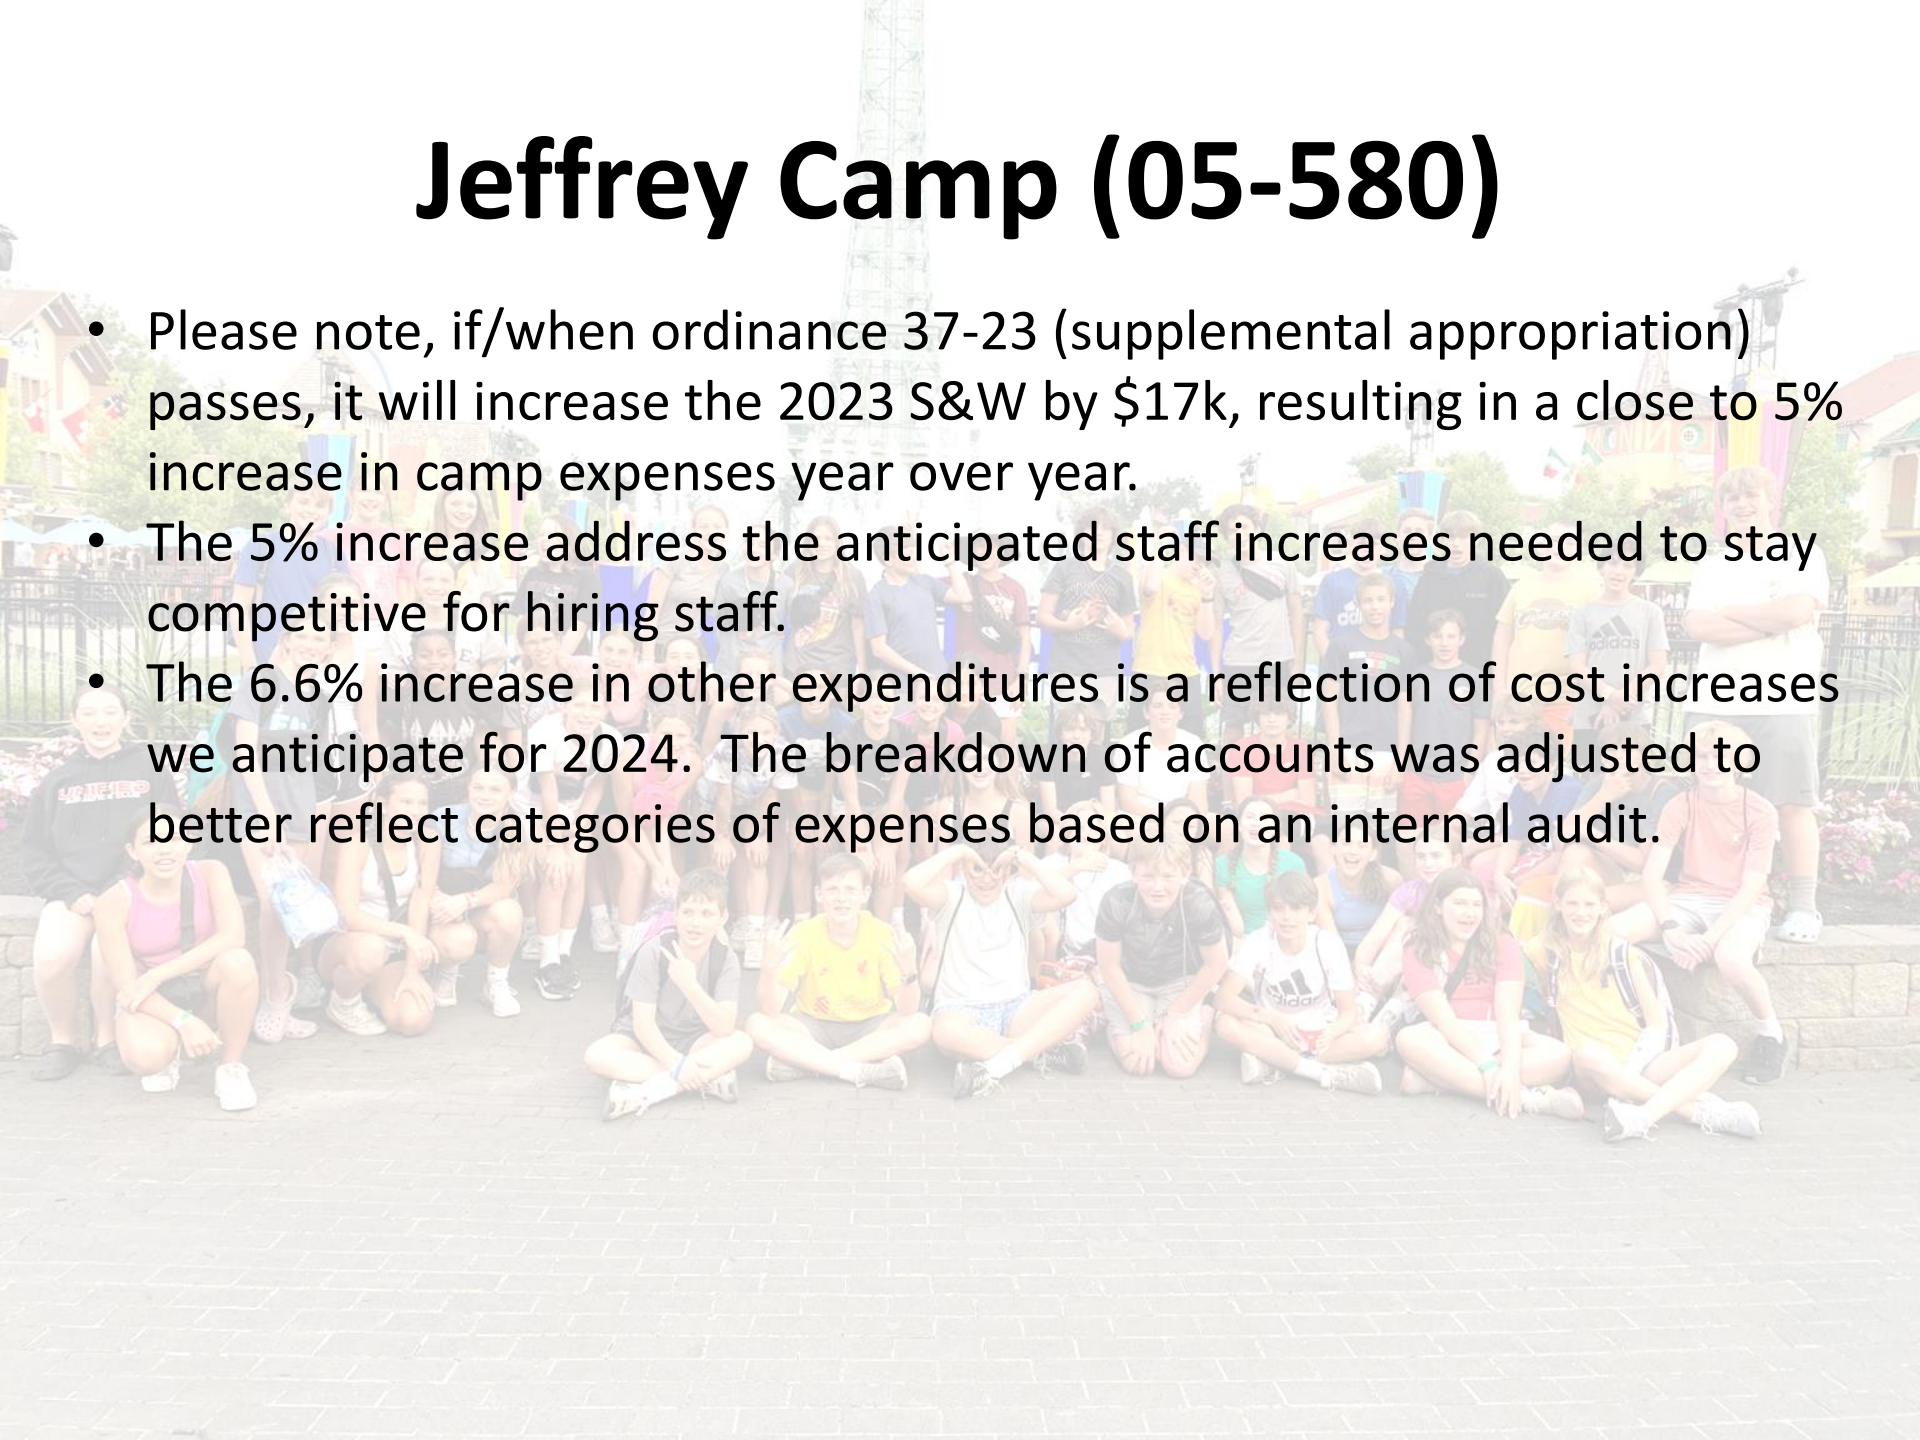 Jeffrey Camp (05-580)
• Please note, if/when ordinance 37-23 (supplemental appropriation)
passes, it will increase the 2023 S&W by $17k, resulting in a close to 5%
increase in camp expenses year over year.
• The 5% increase address the anticipated staff increases needed to stay
competitive for hiring staff.
• The 6.6% increase in other expenditures is a reflection of cost increases
we anticipate for 2024.  The breakdown of accounts was adjusted to
better reflect categories of expenses based on an internal audit.
adidas
adidas